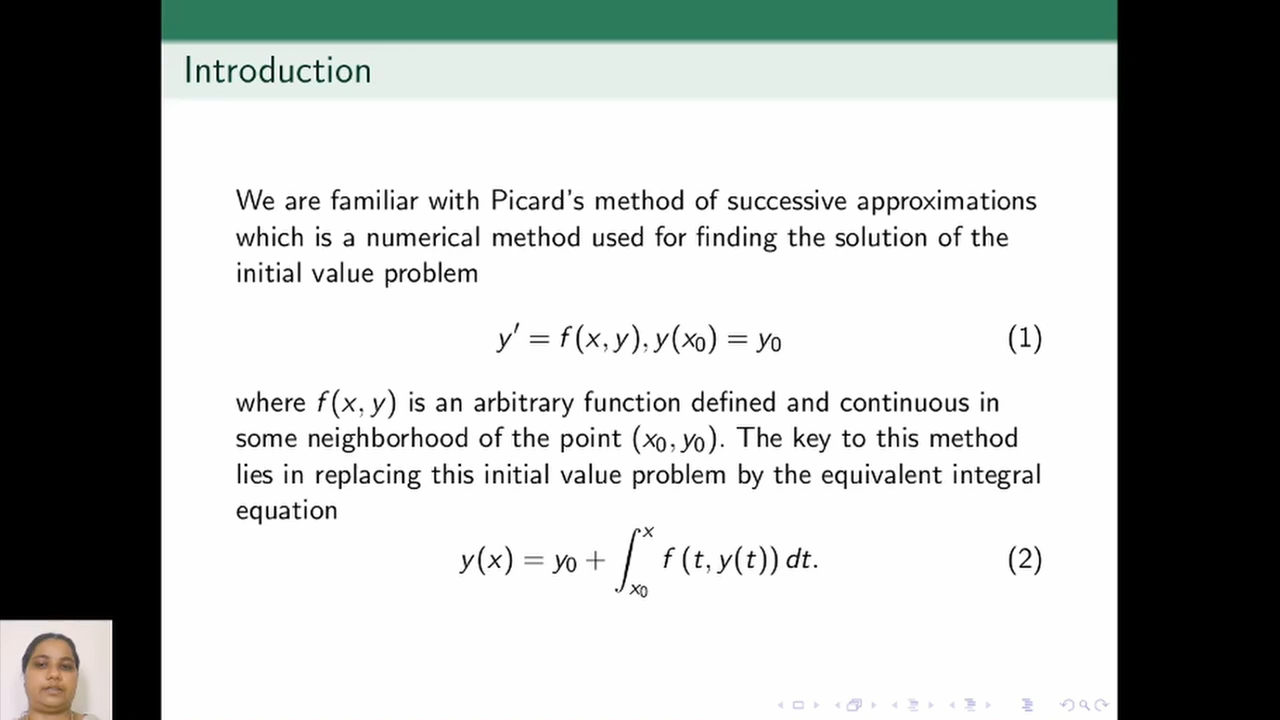 Introduction
We are familiar with Picard's method of successive approximations
which is a numerical method used for finding the solution of the
initial value problem
y′ = f(x, y), y(x₀) = y₀ (1)
where f(x, y) is an arbitrary function defined and continuous in
some neighborhood of the point (x₀, y₀). The key to this method
lies in replacing this initial value problem by the equivalent integral
equation
y(x) = y₀ + ∫_{x₀}^{x} f (t, y(t)) dt. (2)